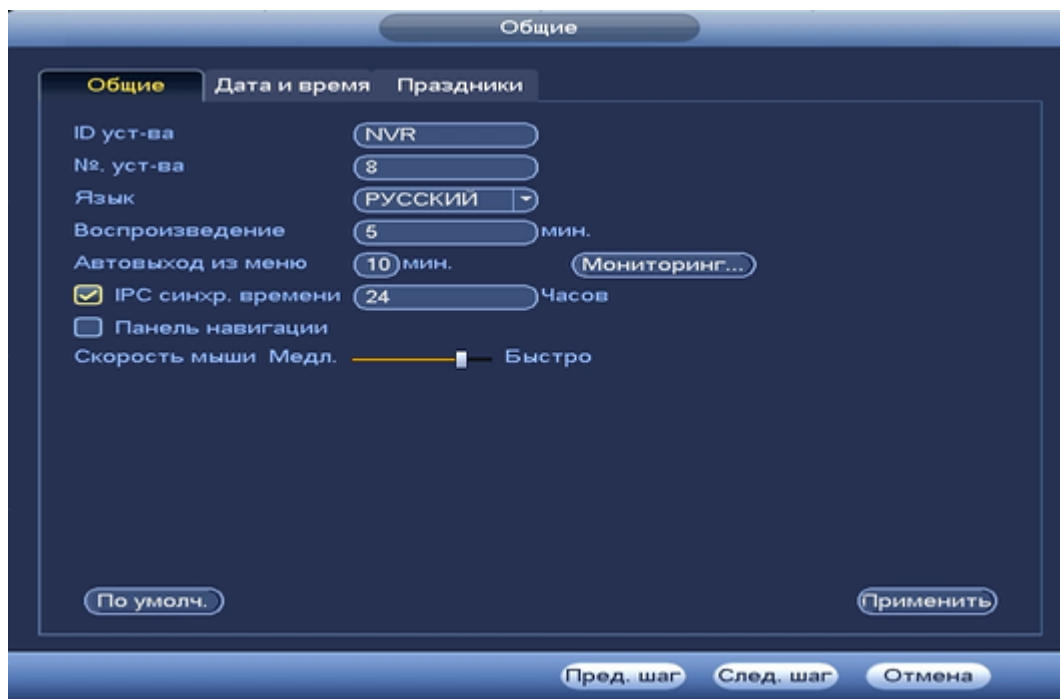 Общие
Общие Дата и время Праздники
ID уст-ва NVR
№. уст-ва 8
Язык РУССКИЙ
Воспроизведение 5 мин.
Автовыход из меню 10 мин. Мониторинг...
IPC синхр. времени 24 Часов
Панель навигации
Скорость мыши Медл. Быстро
По умолч. Применить
Пред. шаг След. шаг Отмена